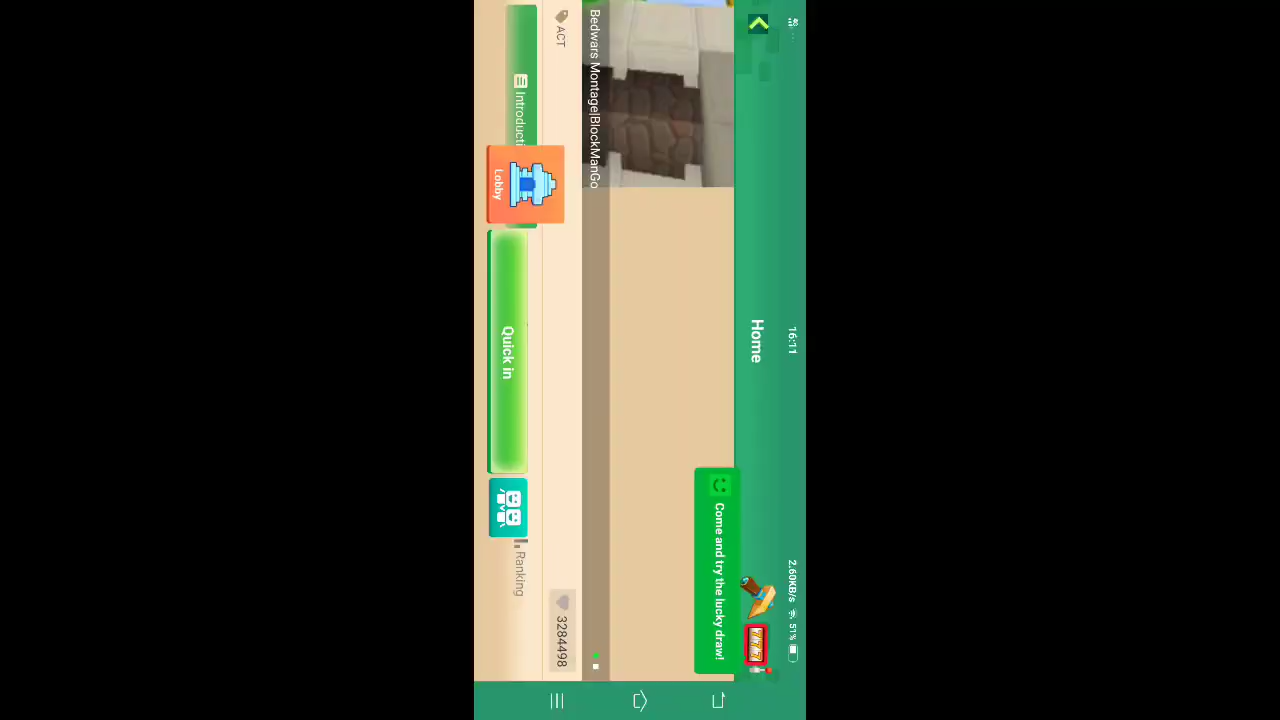 16:11
2.60KB/s
51%
Home
777
Come and try the lucky draw!
Bedwars Montage|BlockManGo
ACT
3284498
Introducti
Ranking
Lobby
Quick in